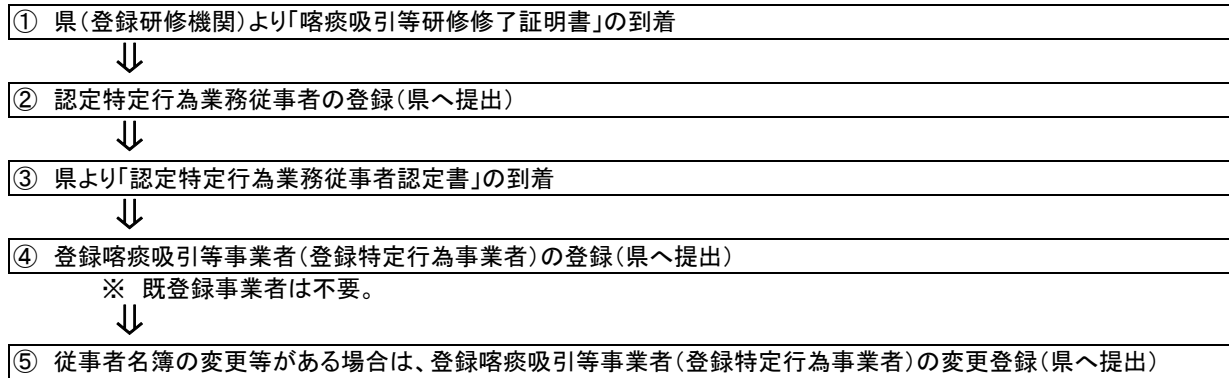 ① 県（登録研修機関）より「喀痰吸引等研修修了証明書」の到着
⇓
② 認定特定行為業務従事者の登録（県へ提出）
⇓
③ 県より「認定特定行為業務従事者認定書」の到着
⇓
④ 登録喀痰吸引等事業者（登録特定行為事業者）の登録（県へ提出）
※ 既登録事業者は不要。
⇓
⑤ 従事者名簿の変更等がある場合は、登録喀痰吸引等事業者（登録特定行為事業者）の変更登録（県へ提出）